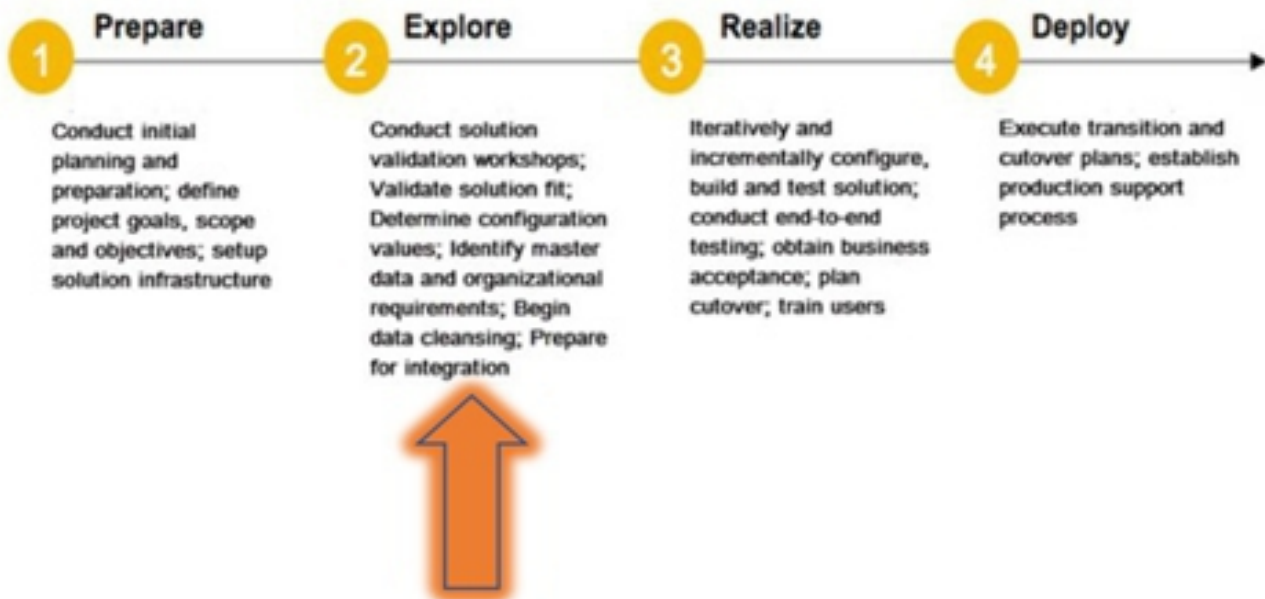 1
Prepare
Conduct initial
planning and
preparation; define
project goals, scope
and objectives; setup
solution infrastructure
2
Explore
Conduct solution
validation workshops;
Validate solution fit;
Determine configuration
values; Identify master
data and organizational
requirements; Begin
data cleansing; Prepare
for integration
3
Realize
Iteratively and
incrementally configure,
build and test solution;
conduct end-to-end
testing; obtain business
acceptance; plan
cutover; train users
4
Deploy
Execute transition and
cutover plans; establish
production support
process